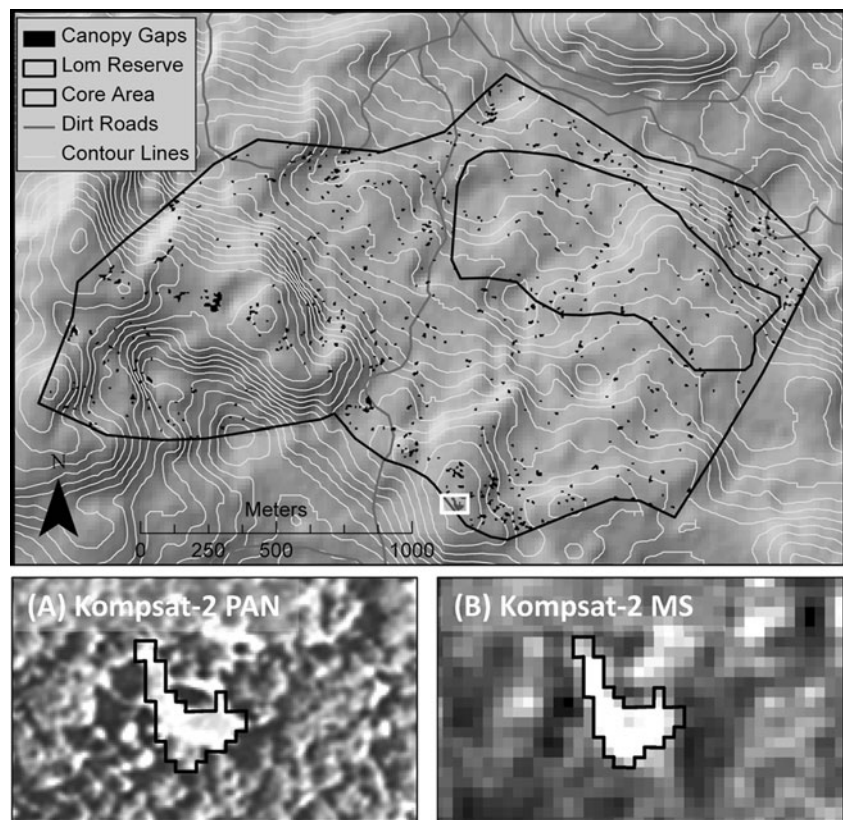 Canopy Gaps
Lom Reserve
Core Area
Dirt Roads
Contour Lines
N
Meters
0 250 500 1000
(A) Kompsat-2 PAN
(B) Kompsat-2 MS